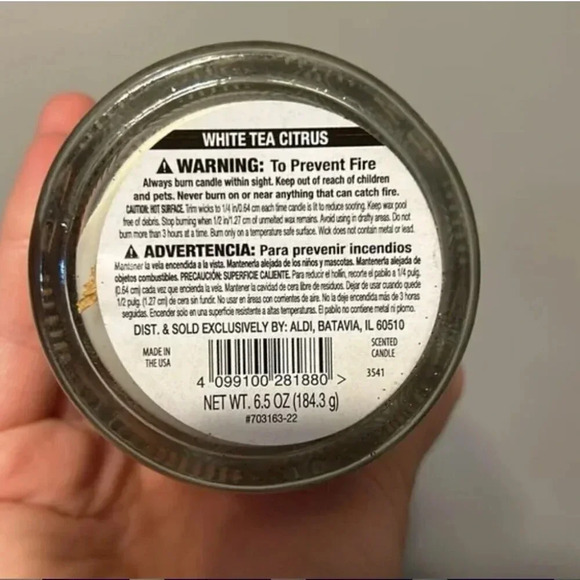 WHITE TEA CITRUS
⚠ WARNING: To Prevent Fire
Always burn candle within sight. Keep out of reach of children
and pets. Never burn on or near anything that can catch fire.
CAUTION: HOT SURFACE. Trim wicks to 1/4 in/0.64 cm each time candle is lit to reduce sooting. Keep wax pool
free of debris. Stop burning when 1/2 in/1.27 cm of unmelted wax remains. Avoid using in drafty areas. Do not
burn more than 3 hours at a time. Burn only on a temperature safe surface. Wick does not contain metal or lead.
⚠ ADVERTENCIA: Para prevenir incendios
Mantener la vela encendida a la vista. Mantenerla alejada de los niños y mascotas. Mantenerla alejada de
objetos combustibles. PRECAUCIÓN: SUPERFICIE CALIENTE. Para reducir el hollín, recorte el pabilo a 1/4 pulg.
(0.64 cm) cada vez que encienda la vela. Mantener la cavidad de cera libre de residuos. Dejar de usar cuando quede
1/2 pulg. (1.27 cm) de cera sin fundir. No usar en áreas con corrientes de aire. No la deje encendida más de 3 horas
seguidas. Encender solo en una superficie resistente a altas temperaturas. El pabilo no contiene metal ni plomo.
DIST. & SOLD EXCLUSIVELY BY: ALDI, BATAVIA, IL 60510
MADE IN
THE USA
SCENTED
CANDLE
3541
4 099100 281880 >
NET WT. 6.5 OZ (184.3 g)
#703163-22